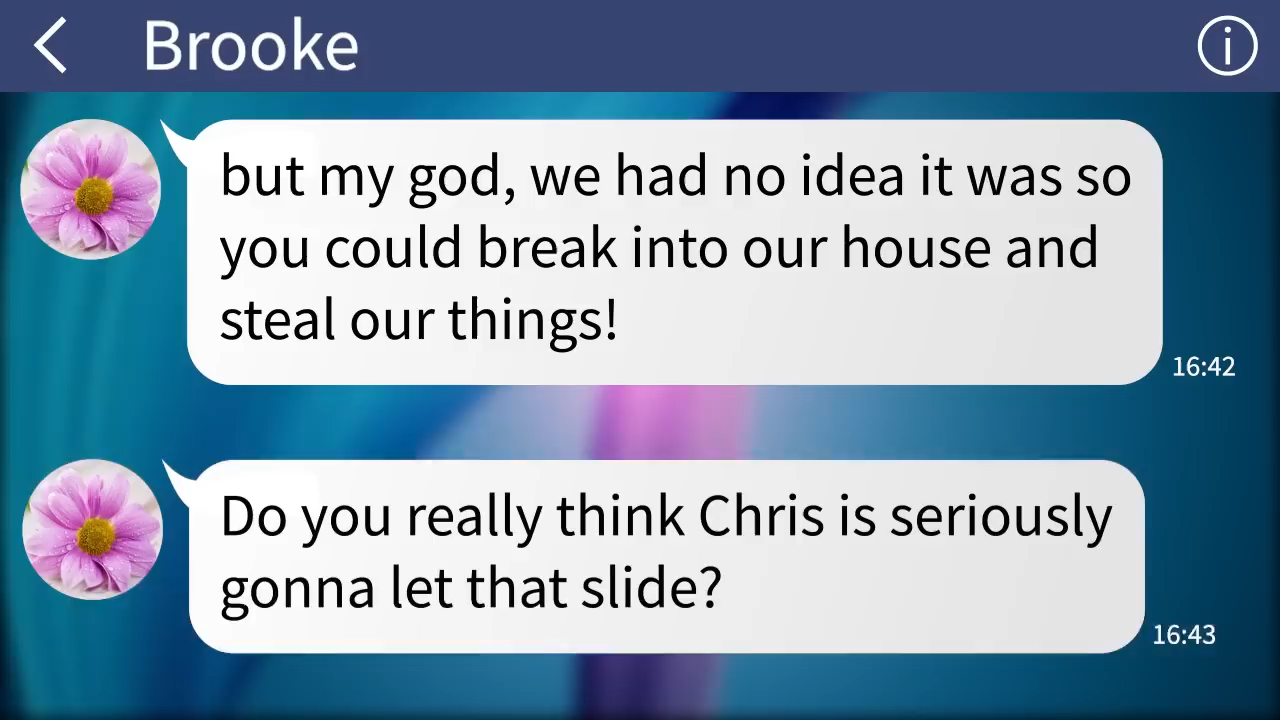 Brooke
but my god, we had no idea it was so
you could break into our house and
steal our things!
16:42
Do you really think Chris is seriously
gonna let that slide?
16:43